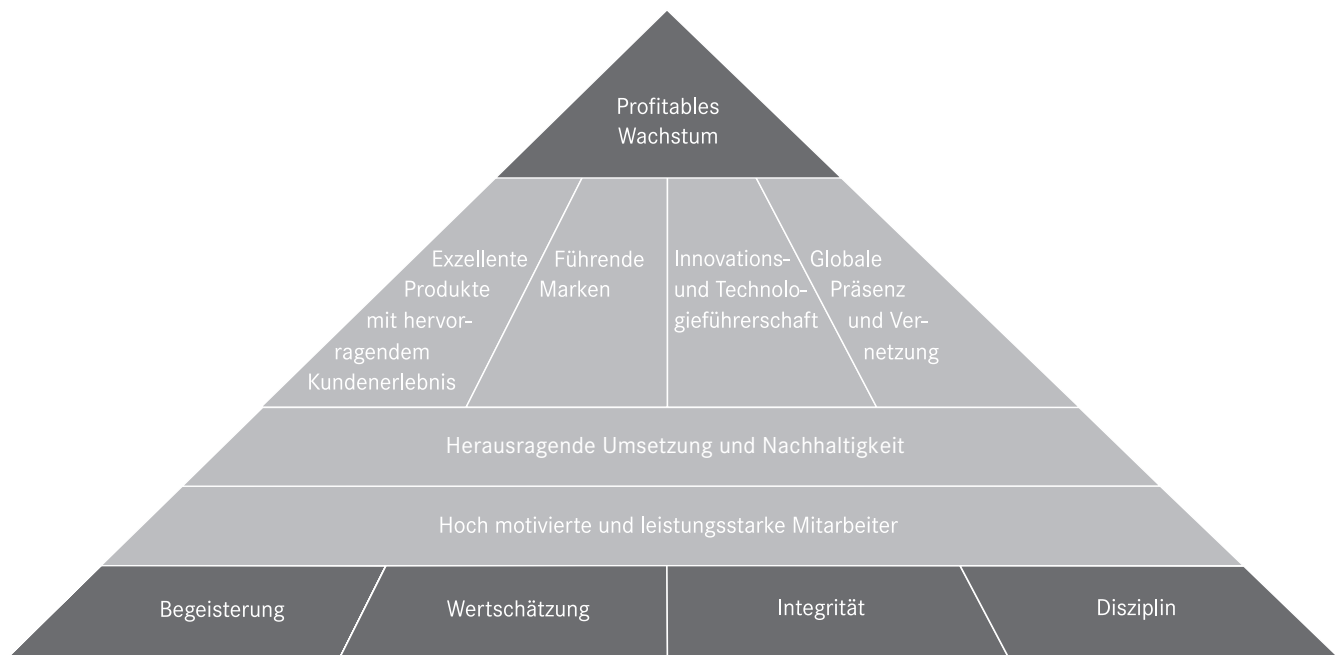 Profitables
Wachstum
Exzellente
Produkte
mit hervor-
ragendem
Kundenerlebnis
Führende
Marken
Innovations-
und Technolo-
gieführerschaft
Globale
Präsenz
und Ver-
netzung
Herausragende Umsetzung und Nachhaltigkeit
Hoch motivierte und leistungsstarke Mitarbeiter
Begeisterung
Wertschätzung
Integrität
Disziplin